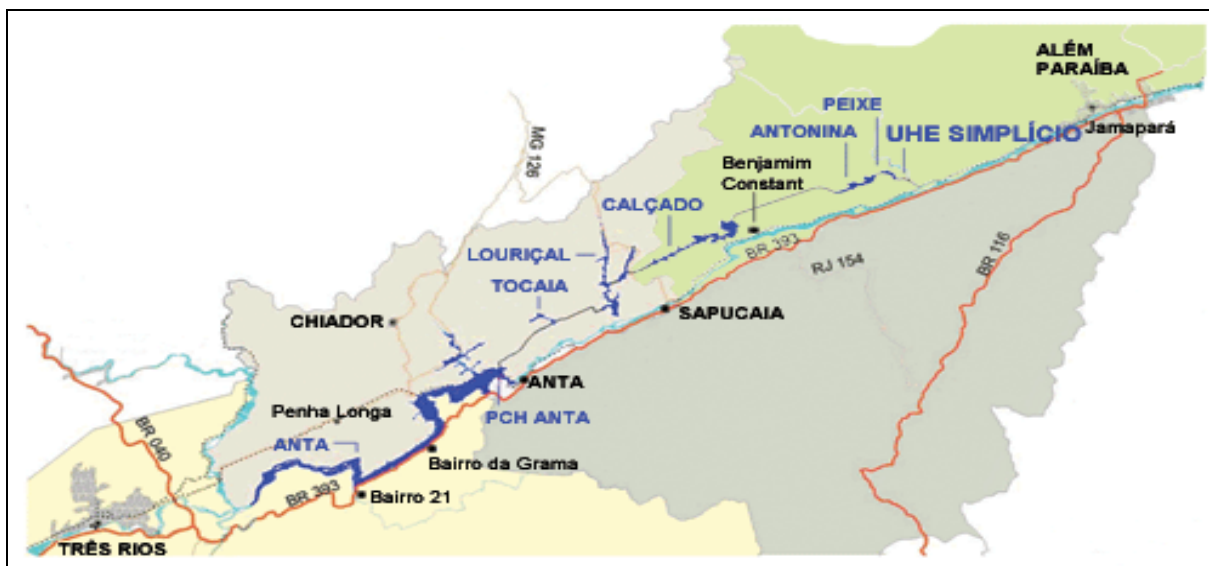 ALÉM
PARAÍBA
PEIXE
ANTONINA
UHE SIMPLÍCIO
Jamapará
MG 126
Benjamim
Constant
CALÇADO
BR 393
LOURIÇAL
RJ 154
BR 116
TOCAIA
CHIADOR
SAPUCAIA
ANTA
Penha Longa
PCH ANTA
BR 040
ANTA
Bairro da Grama
BR 393
Bairro 21
TRÊS RIOS